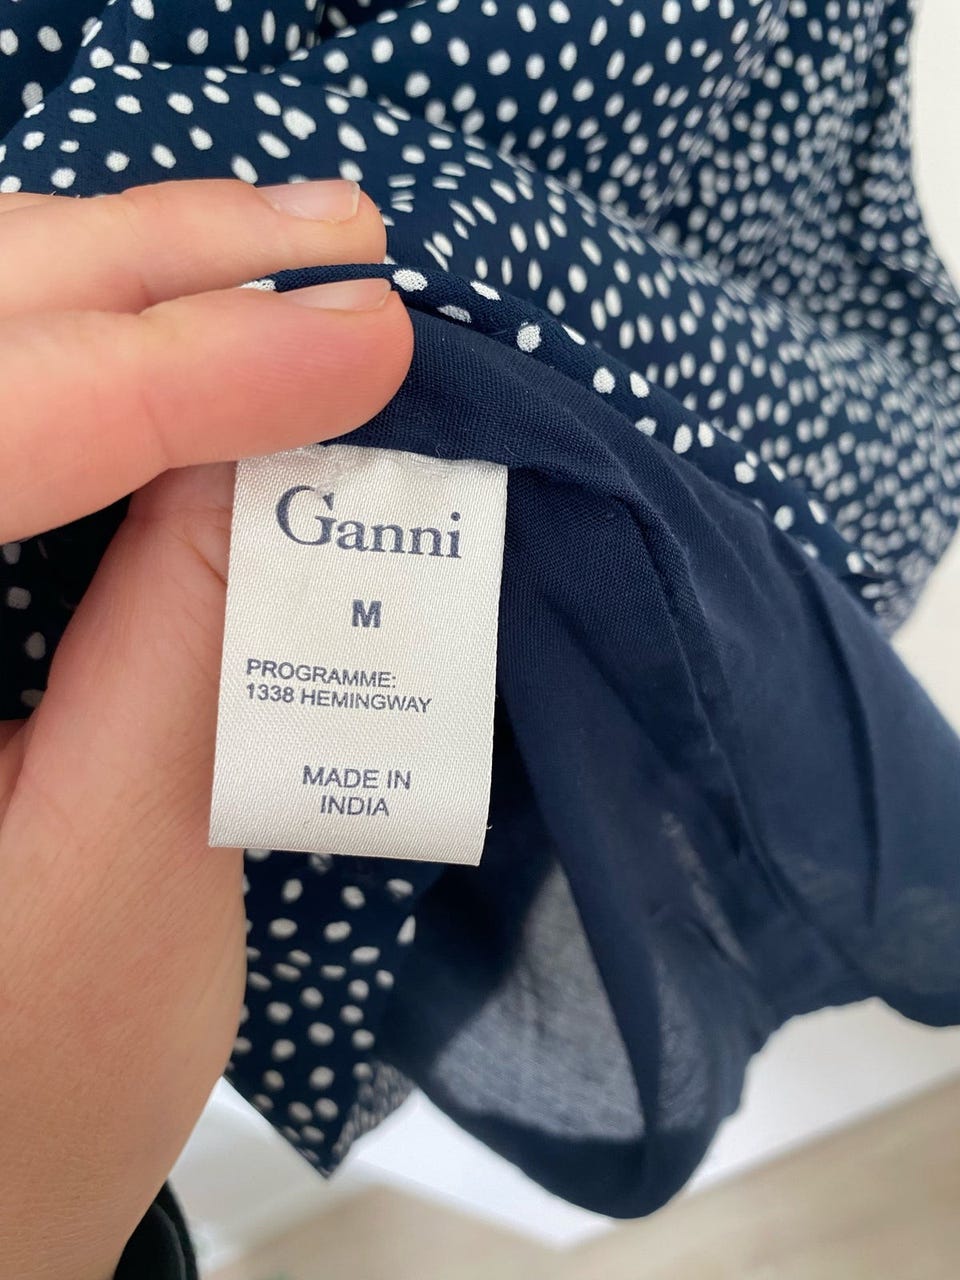 Ganni
M
PROGRAMME:
1338 HEMINGWAY
MADE IN
INDIA